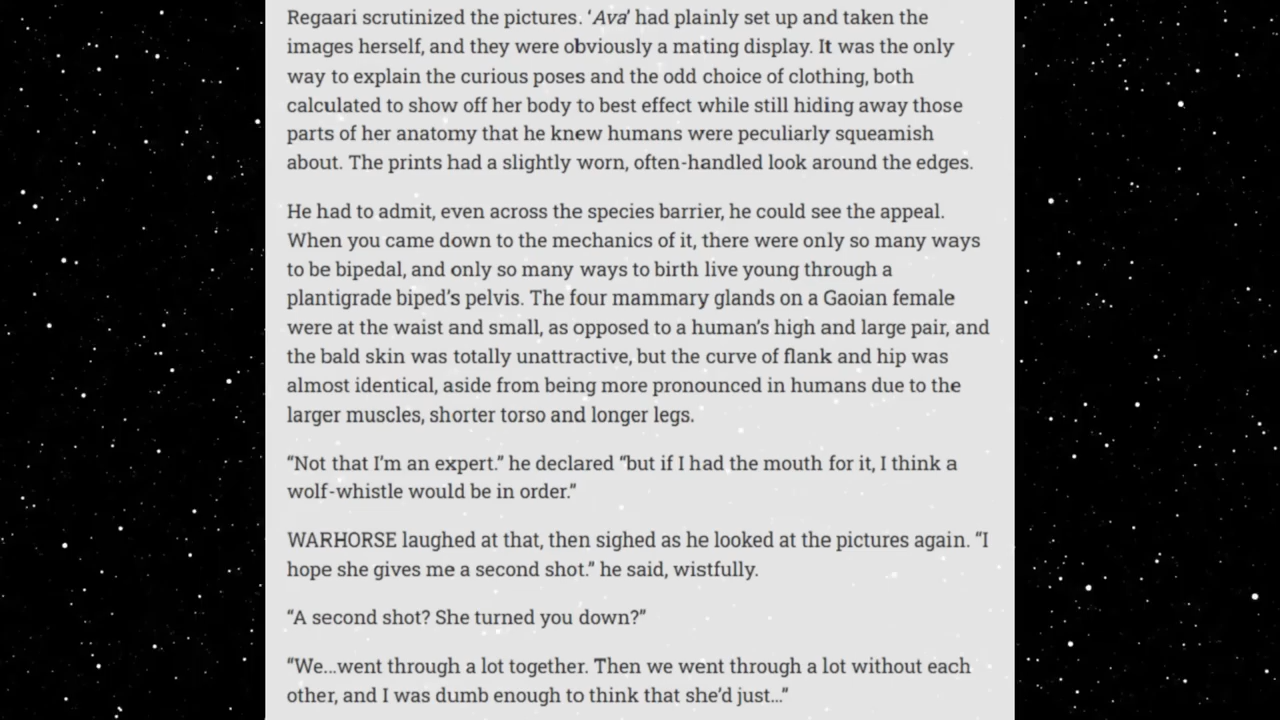 Regaari scrutinized the pictures. ‘Ava’ had plainly set up and taken the
images herself, and they were obviously a mating display. It was the only
way to explain the curious poses and the odd choice of clothing, both
calculated to show off her body to best effect while still hiding away those
parts of her anatomy that he knew humans were peculiarly squeamish
about. The prints had a slightly worn, often-handled look around the edges.
He had to admit, even across the species barrier, he could see the appeal.
When you came down to the mechanics of it, there were only so many ways
to be bipedal, and only so many ways to birth live young through a
plantigrade biped’s pelvis. The four mammary glands on a Gaoian female
were at the waist and small, as opposed to a human’s high and large pair, and
the bald skin was totally unattractive, but the curve of flank and hip was
almost identical, aside from being more pronounced in humans due to the
larger muscles, shorter torso and longer legs.
“Not that I’m an expert.” he declared “but if I had the mouth for it, I think a
wolf-whistle would be in order.”
WARHORSE laughed at that, then sighed as he looked at the pictures again. “I
hope she gives me a second shot.” he said, wistfully.
“A second shot? She turned you down?”
“We…went through a lot together. Then we went through a lot without each
other, and I was dumb enough to think that she’d just…”